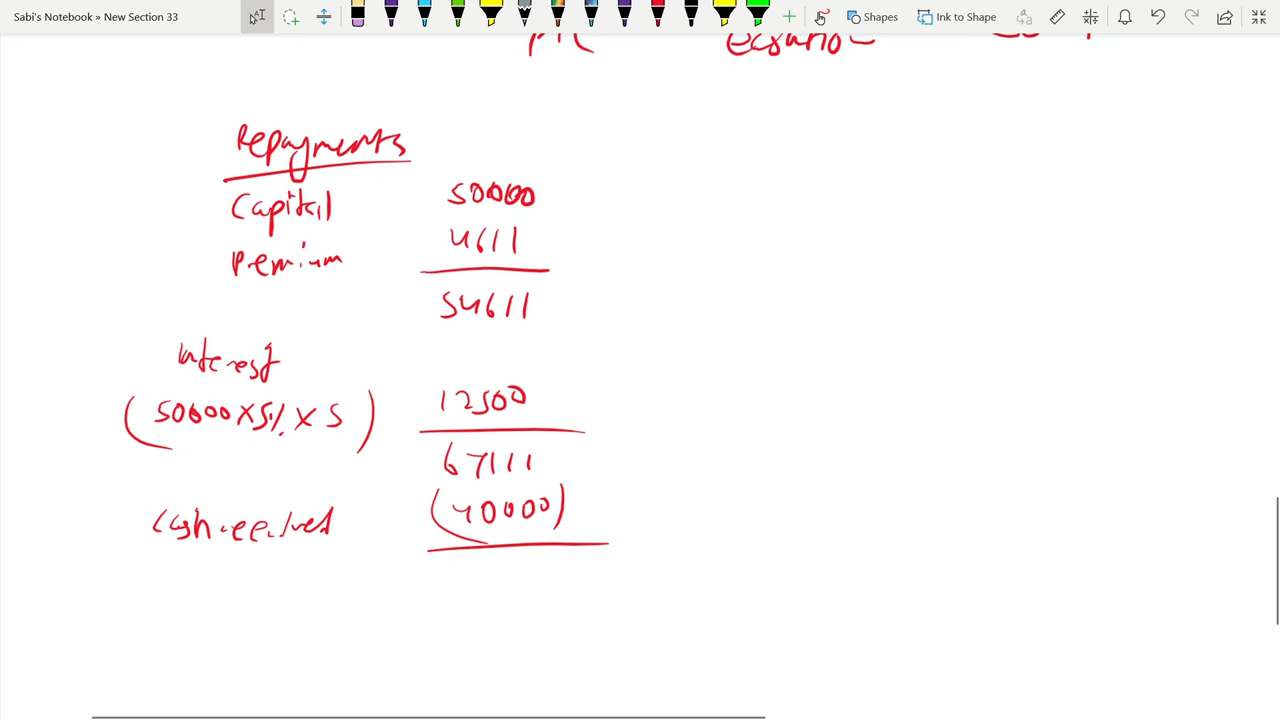 Sabi's Notebook » New Section 33
Shapes
Ink to Shape
Repayments
Capital 50000
Premium 4611
54611
Interest
(50000 X 5% X 5) 12500
67111
Cash received (40000)